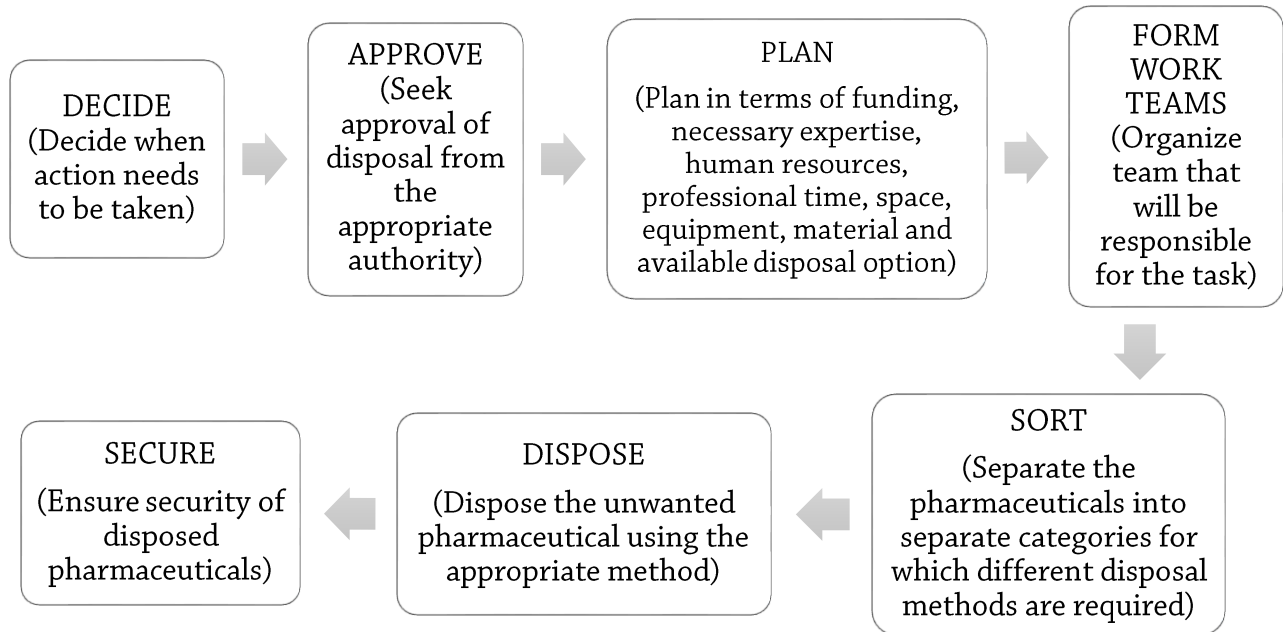 DECIDE
(Decide when
action needs
to be taken)
APPROVE
(Seek
approval of
disposal from
the
appropriate
authority)
PLAN
(Plan in terms of funding,
necessary expertise,
human resources,
professional time, space,
equipment, material and
available disposal option)
FORM
WORK
TEAMS
(Organize
team that
will be
responsible
for the task)
SORT
(Separate the
pharmaceuticals into
separate categories for
which different disposal
methods are required)
DISPOSE
(Dispose the unwanted
pharmaceutical using the
appropriate method)
SECURE
(Ensure security of
disposed
pharmaceuticals)